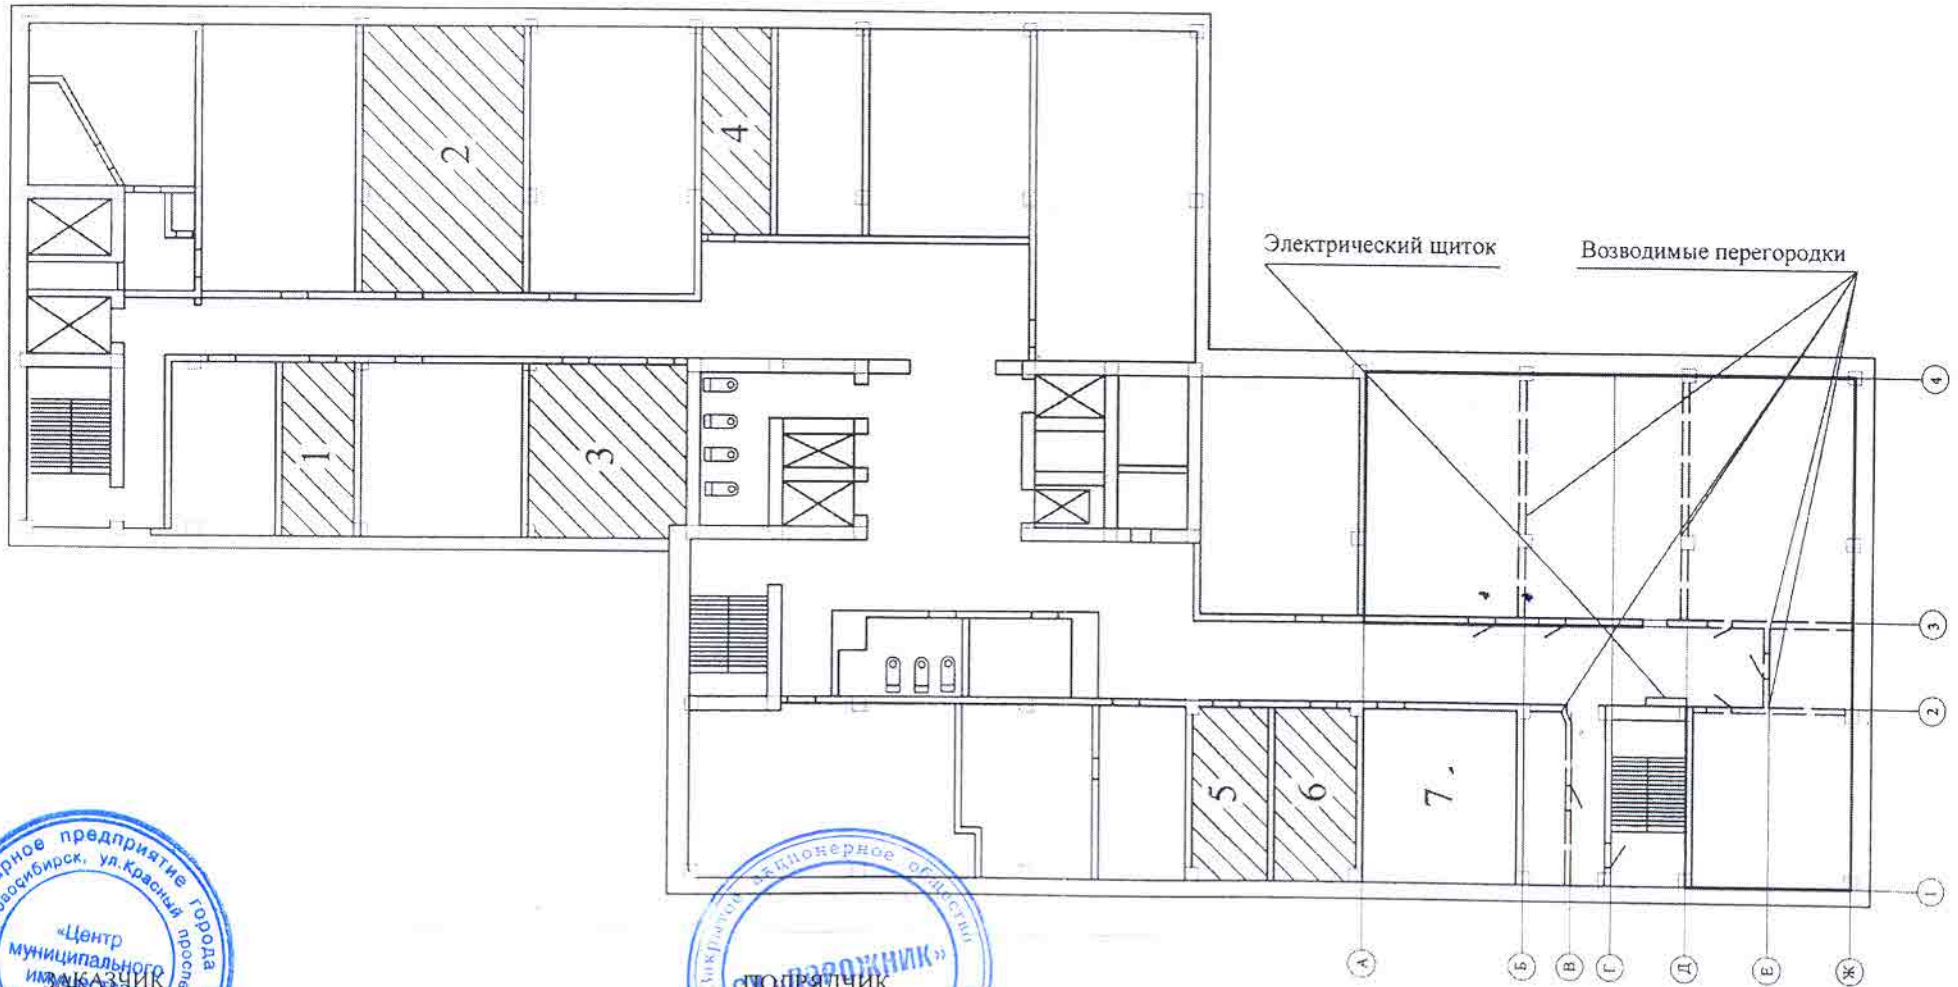 2
4
Электрический щиток
Возводимые перегородки
1
3
4
3
2
5
6
7
1
А
Б
В
Г
Д
Е
Ж
предприятие города
ул.Красный
«Центр
муниципального
ЗАКАЗЧИК
акционерное общество
ПОДРЯДЧИК